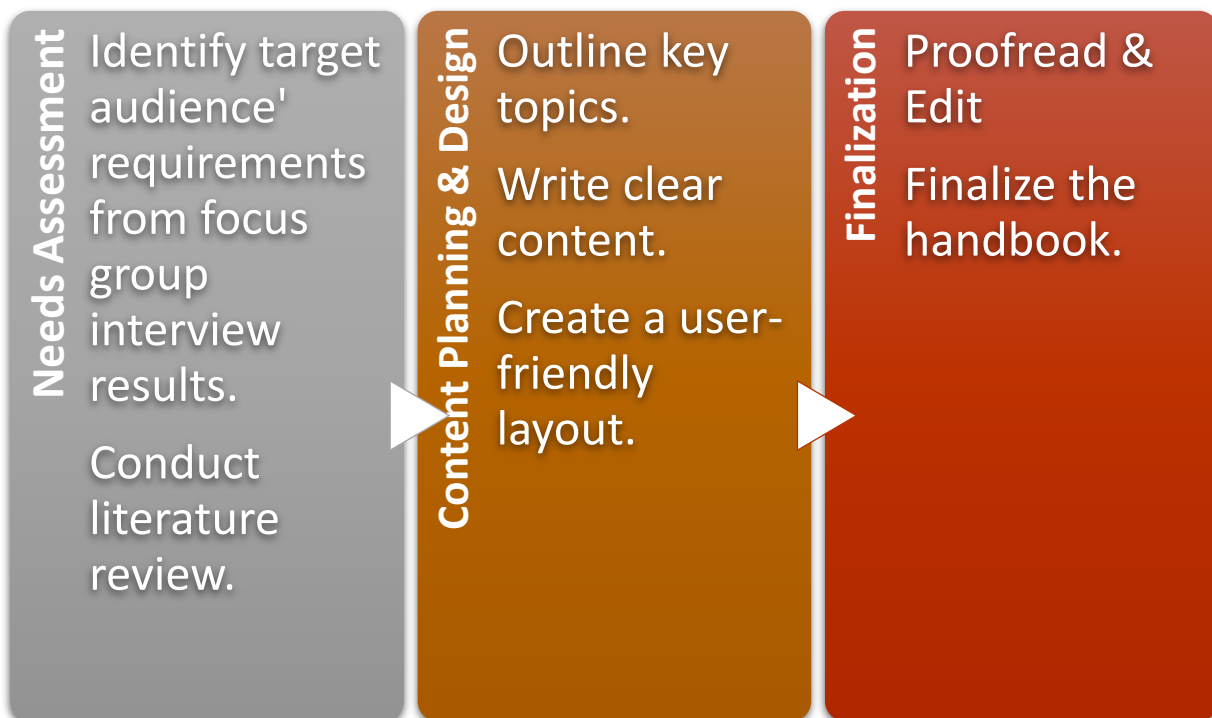 Needs Assessment
Identify target
audience'
requirements
from focus
group
interview
results.
Conduct
literature
review.
Content Planning & Design
Outline key
topics.
Write clear
content.
Create a user-
friendly
layout.
Finalization
Proofread &
Edit
Finalize the
handbook.